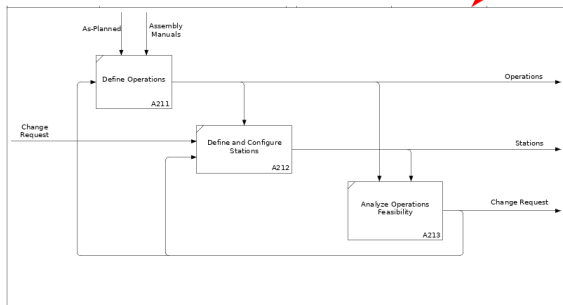 As-Planned
Assembly
Manuals
Define Operations
A211
Operations
Change
Request
Define and Configure
Stations
A212
Stations
Analyze Operations
Feasibility
A213
Change Request